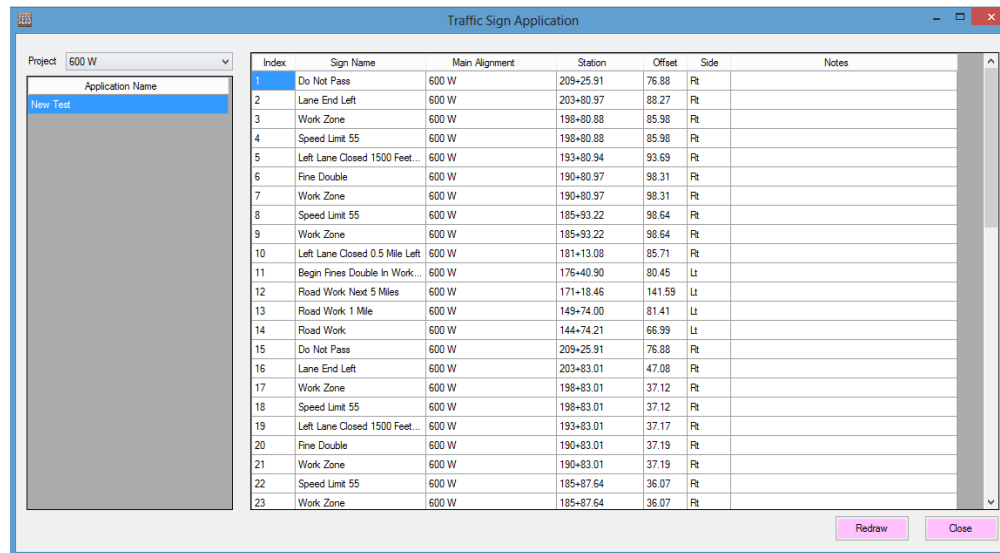 Traffic Sign Application
Project 600 W
Application Name
New Test
Index Sign Name Main Alignment Station Offset Side Notes
1 Do Not Pass 600 W 209+25.91 76.88 Rt
2 Lane End Left 600 W 203+80.97 88.27 Rt
3 Work Zone 600 W 198+80.88 85.98 Rt
4 Speed Limit 55 600 W 198+80.88 85.98 Rt
5 Left Lane Closed 1500 Feet... 600 W 193+80.94 93.69 Rt
6 Fine Double 600 W 190+80.97 98.31 Rt
7 Work Zone 600 W 190+80.97 98.31 Rt
8 Speed Limit 55 600 W 185+93.22 98.64 Rt
9 Work Zone 600 W 185+93.22 98.64 Rt
10 Left Lane Closed 0.5 Mile Left 600 W 181+13.08 85.71 Rt
11 Begin Fines Double In Work... 600 W 176+40.90 80.45 Lt
12 Road Work Next 5 Miles 600 W 171+18.46 141.59 Lt
13 Road Work 1 Mile 600 W 149+74.00 81.41 Lt
14 Road Work 600 W 144+74.21 66.99 Lt
15 Do Not Pass 600 W 209+25.91 76.88 Rt
16 Lane End Left 600 W 203+83.01 47.08 Rt
17 Work Zone 600 W 198+83.01 37.12 Rt
18 Speed Limit 55 600 W 198+83.01 37.12 Rt
19 Left Lane Closed 1500 Feet... 600 W 193+83.01 37.17 Rt
20 Fine Double 600 W 190+83.01 37.19 Rt
21 Work Zone 600 W 190+83.01 37.19 Rt
22 Speed Limit 55 600 W 185+87.64 36.07 Rt
23 Work Zone 600 W 185+87.64 36.07 Rt
Redraw Close